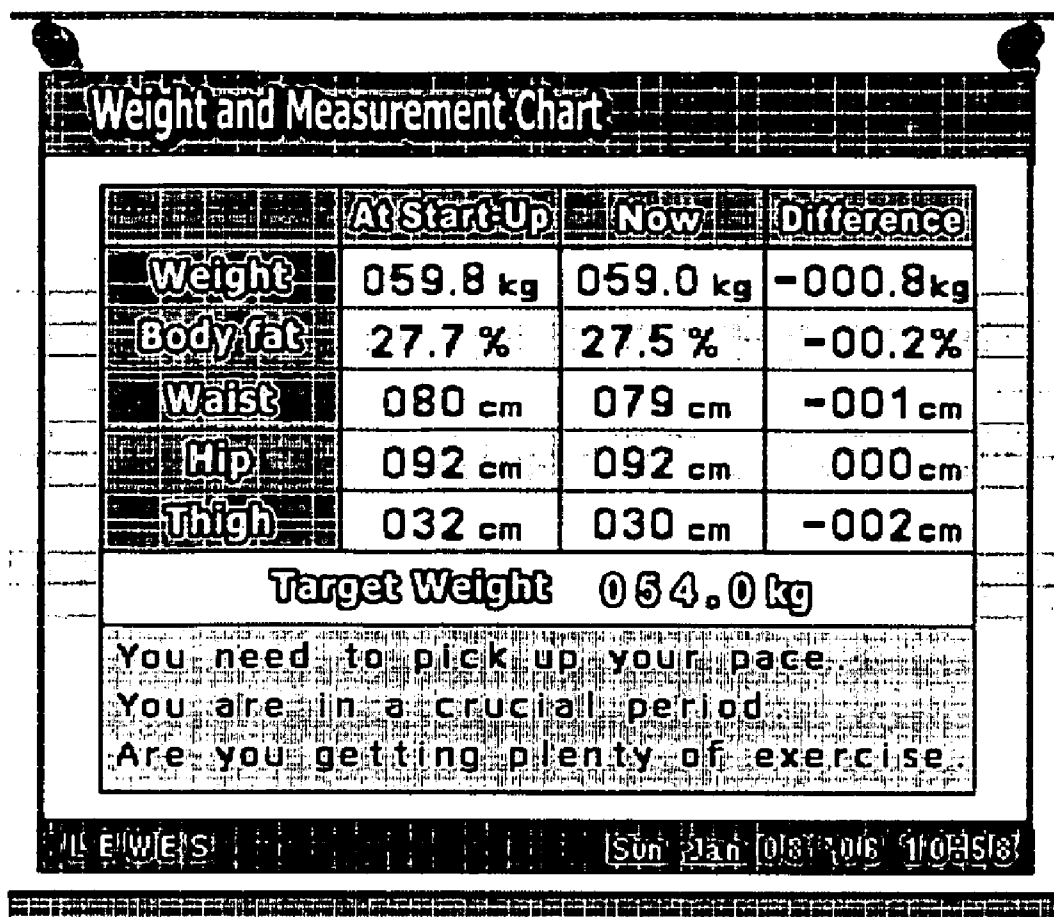 Weight and Measurement Chart
At Start-Up Now Difference
Weight 059.8 kg 059.0 kg -000.8kg
Body fat 27.7 % 27.5 % -00.2%
Waist 080 cm 079 cm -001cm
Hip 092 cm 092 cm 000cm
Thigh 032 cm 030 cm -002cm
Target Weight 054.0 kg
You need to pick up your pace.
You are in a crucial period.
Are you getting plenty of exercise.
LEWES Sun Jan 08 '06 10:58